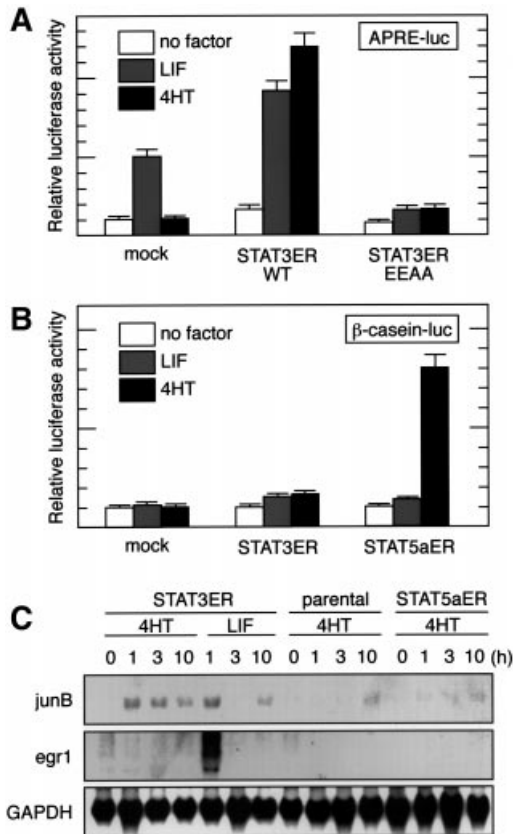 A
Relative luciferase activity
no factor
LIF
4HT
APRE-luc
mock
STAT3ER
WT
STAT3ER
EEAA
B
Relative luciferase activity
no factor
LIF
4HT
β-casein-luc
mock
STAT3ER
STAT5aER
C
STAT3ER parental STAT5aER
4HT LIF 4HT 4HT
0 1 3 10 1 3 10 0 1 3 10 0 1 3 10 (h)
junB
egr1
GAPDH